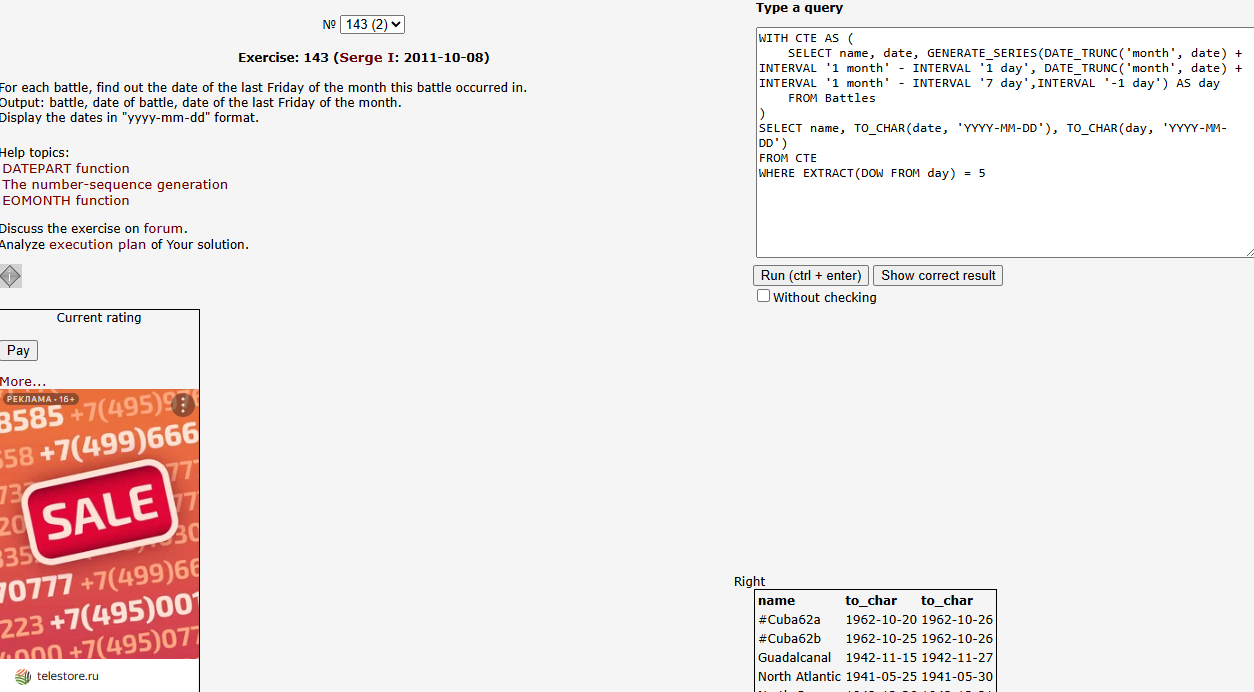 № 143 (2)
Exercise: 143 (Serge I: 2011-10-08)
For each battle, find out the date of the last Friday of the month this battle occurred in.
Output: battle, date of battle, date of the last Friday of the month.
Display the dates in "yyyy-mm-dd" format.
Help topics:
DATEPART function
The number-sequence generation
EOMONTH function
Discuss the exercise on forum.
Analyze execution plan of Your solution.
Current rating
Pay
More...
РЕКЛАМА • 16+
8585 +7(495)
658 +7(499)666
SALE
70777 +7(499)66
223 +7(495)00
+7(495)077
telestore.ru
Type a query
WITH CTE AS (
SELECT name, date, GENERATE_SERIES(DATE_TRUNC('month', date) +
INTERVAL '1 month' - INTERVAL '1 day', DATE_TRUNC('month', date) +
INTERVAL '1 month' - INTERVAL '7 day',INTERVAL '-1 day') AS day
FROM Battles
)
SELECT name, TO_CHAR(date, 'YYYY-MM-DD'), TO_CHAR(day, 'YYYY-MM-
DD')
FROM CTE
WHERE EXTRACT(DOW FROM day) = 5
Run (ctrl + enter) Show correct result
Without checking
Right
name to_char to_char
#Cuba62a 1962-10-20 1962-10-26
#Cuba62b 1962-10-25 1962-10-26
Guadalcanal 1942-11-15 1942-11-27
North Atlantic 1941-05-25 1941-05-30